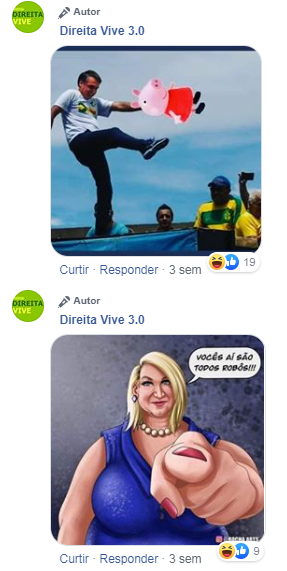 DIREITA
VIVE
Autor
Direita Vive 3.0
Curtir · Responder · 3 sem
19
DIREITA
VIVE
Autor
Direita Vive 3.0
VOCÊS AÍ SÃO
TODOS ROBÔS!!!
Curtir · Responder · 3 sem
9